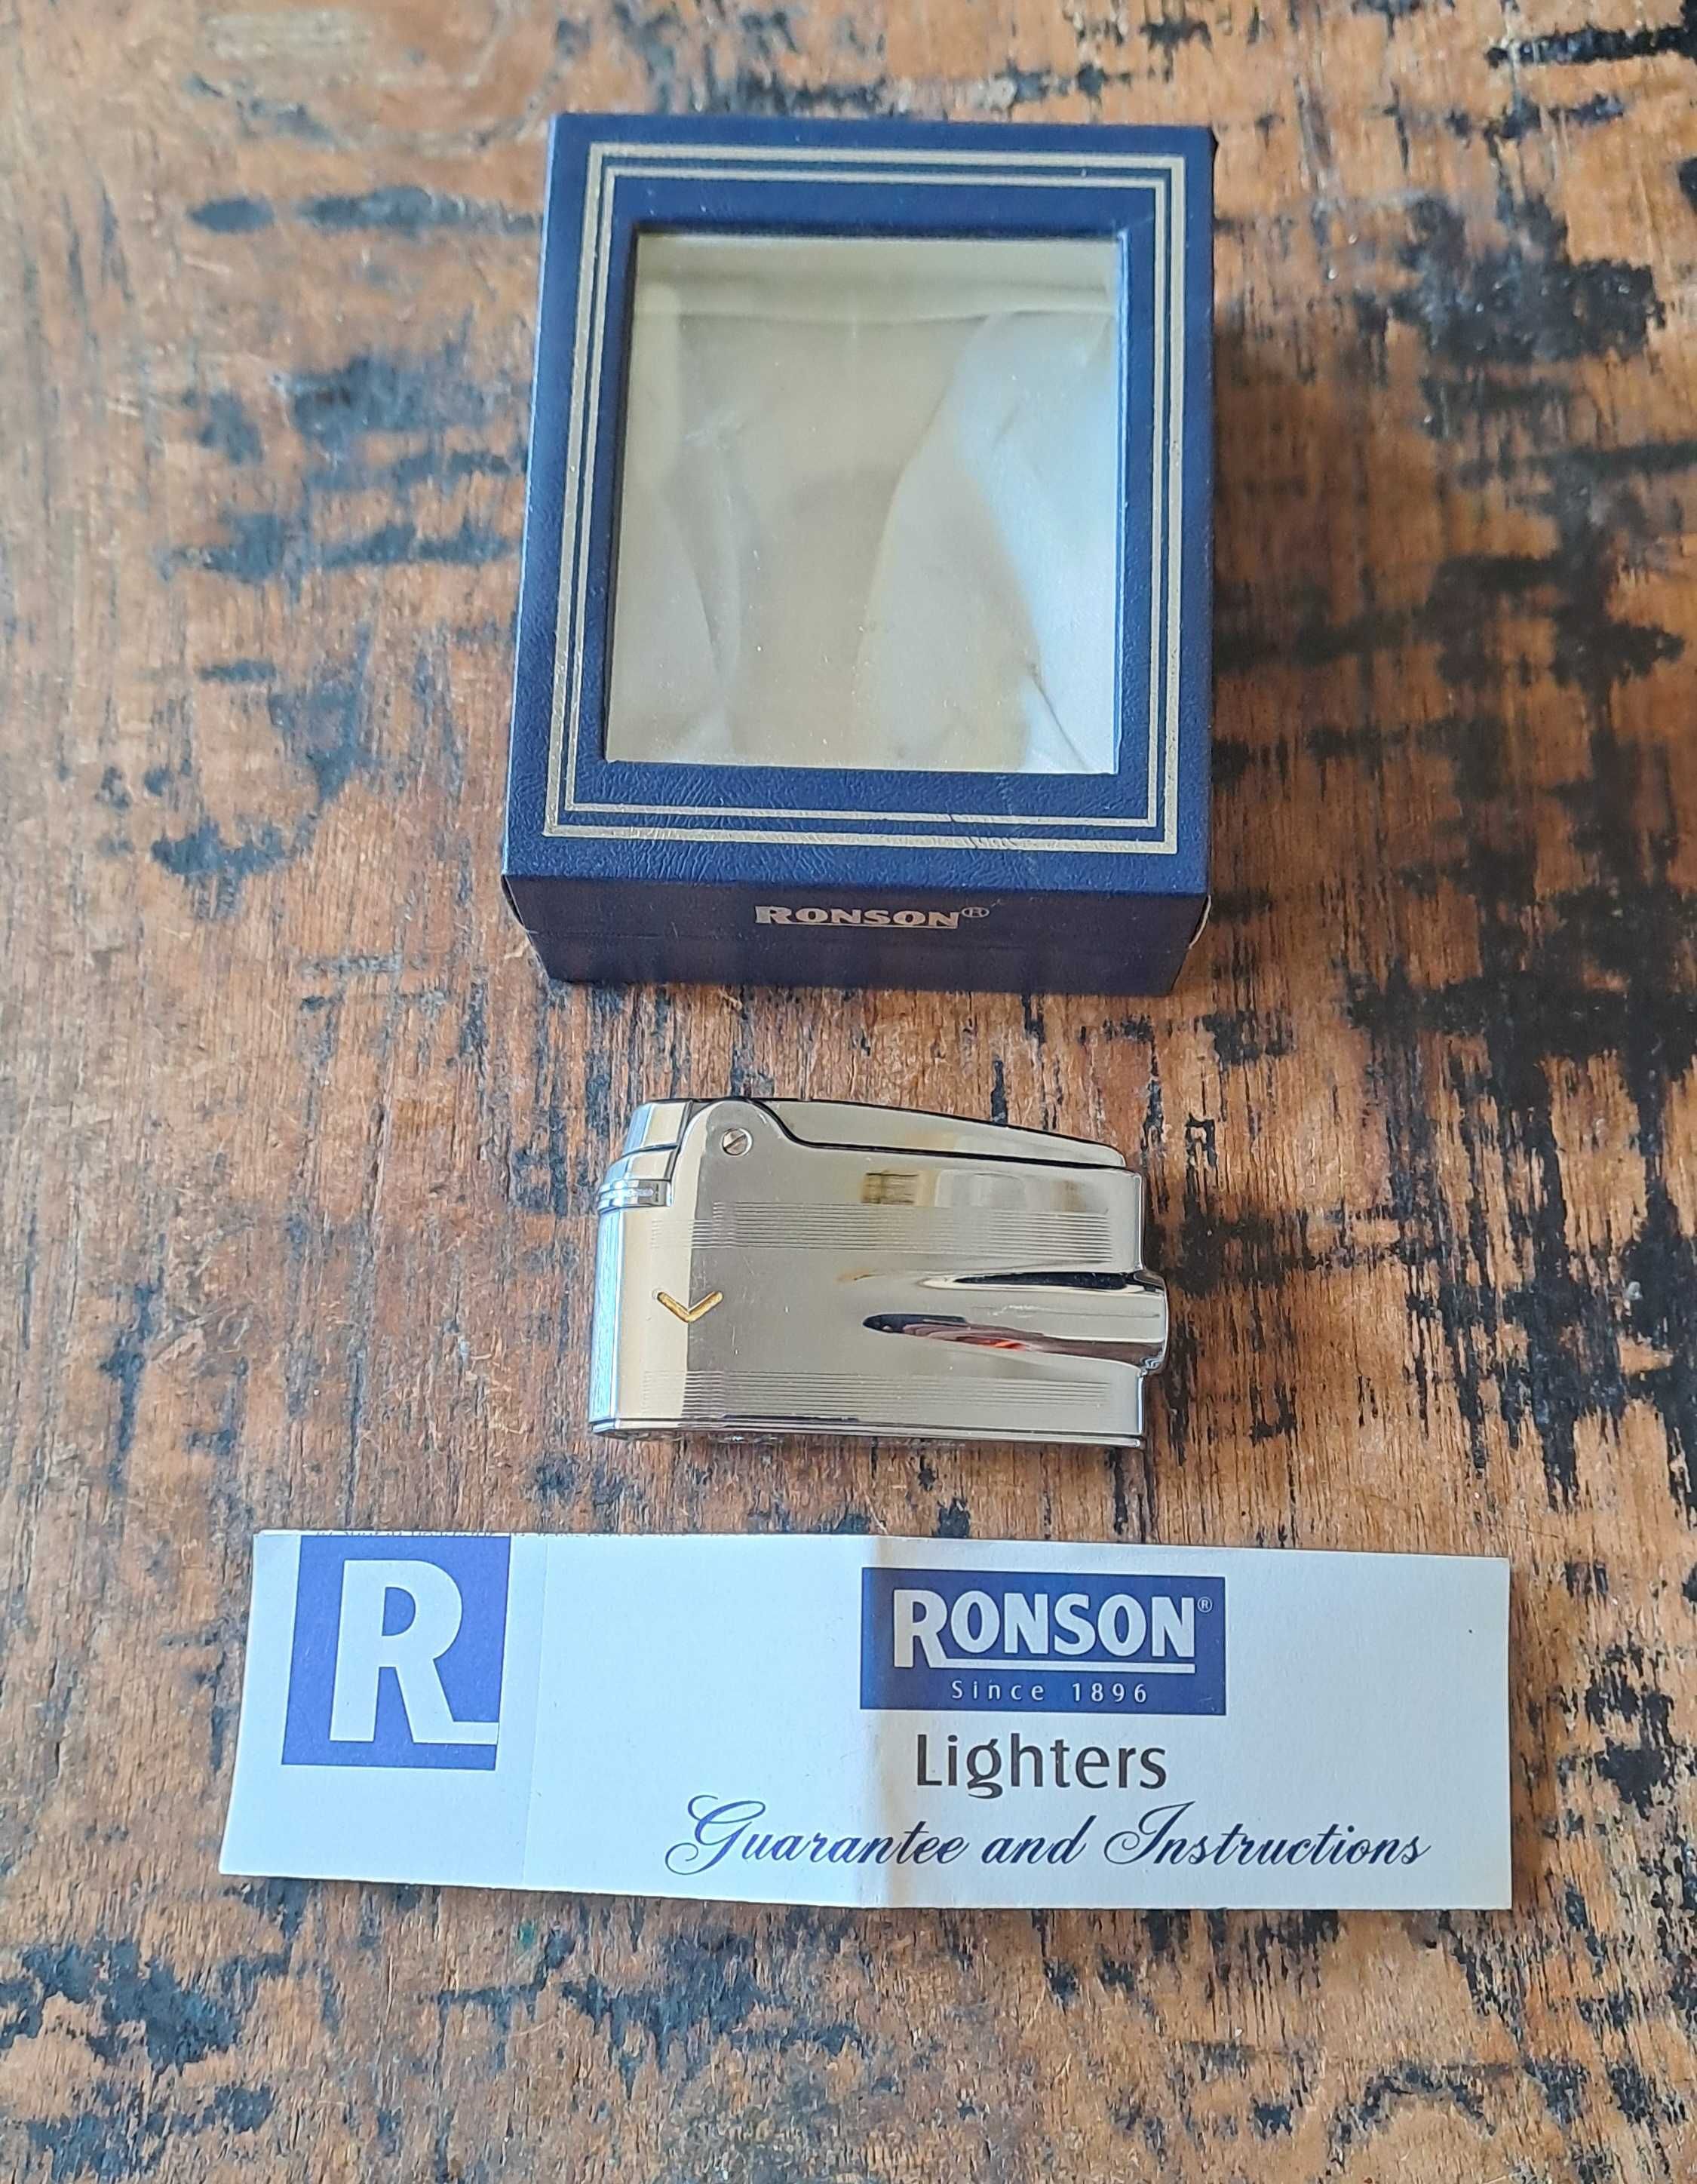 RONSON®
R
RONSON®
Since 1896
Lighters
Guarantee and Instructions